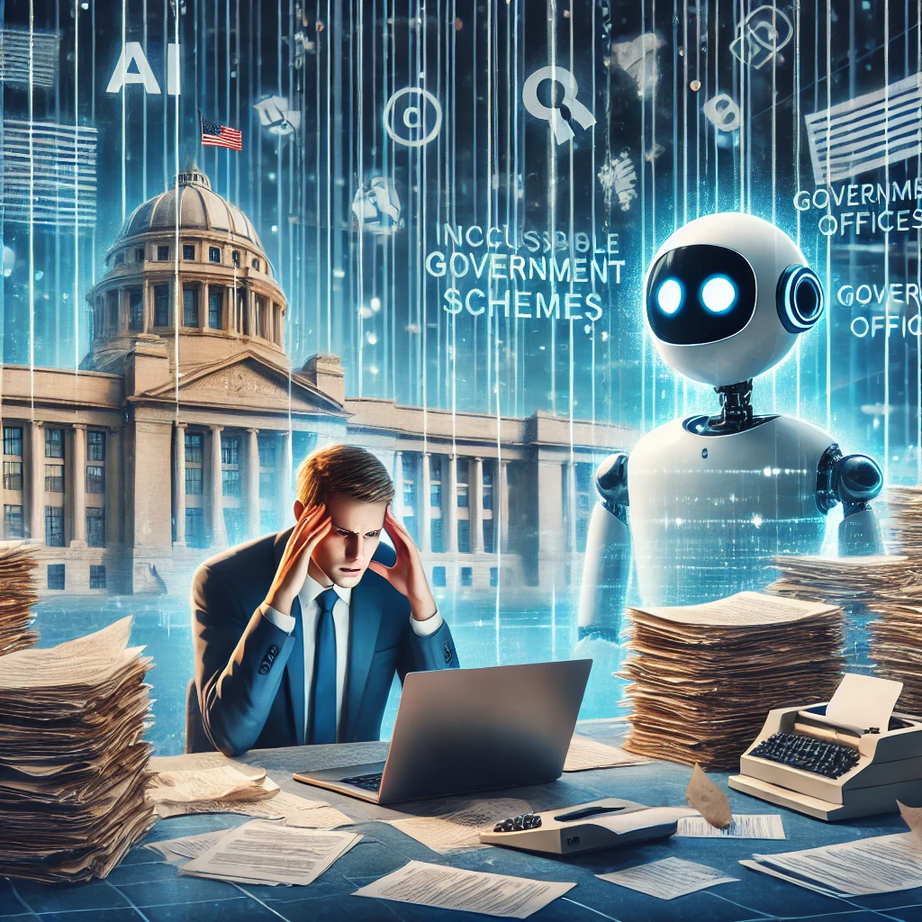 AI
INCCUSSIBLE
GOVERNMENT
SCHEMES
GOVERNME
OFFICES
GOVER
OFFIC